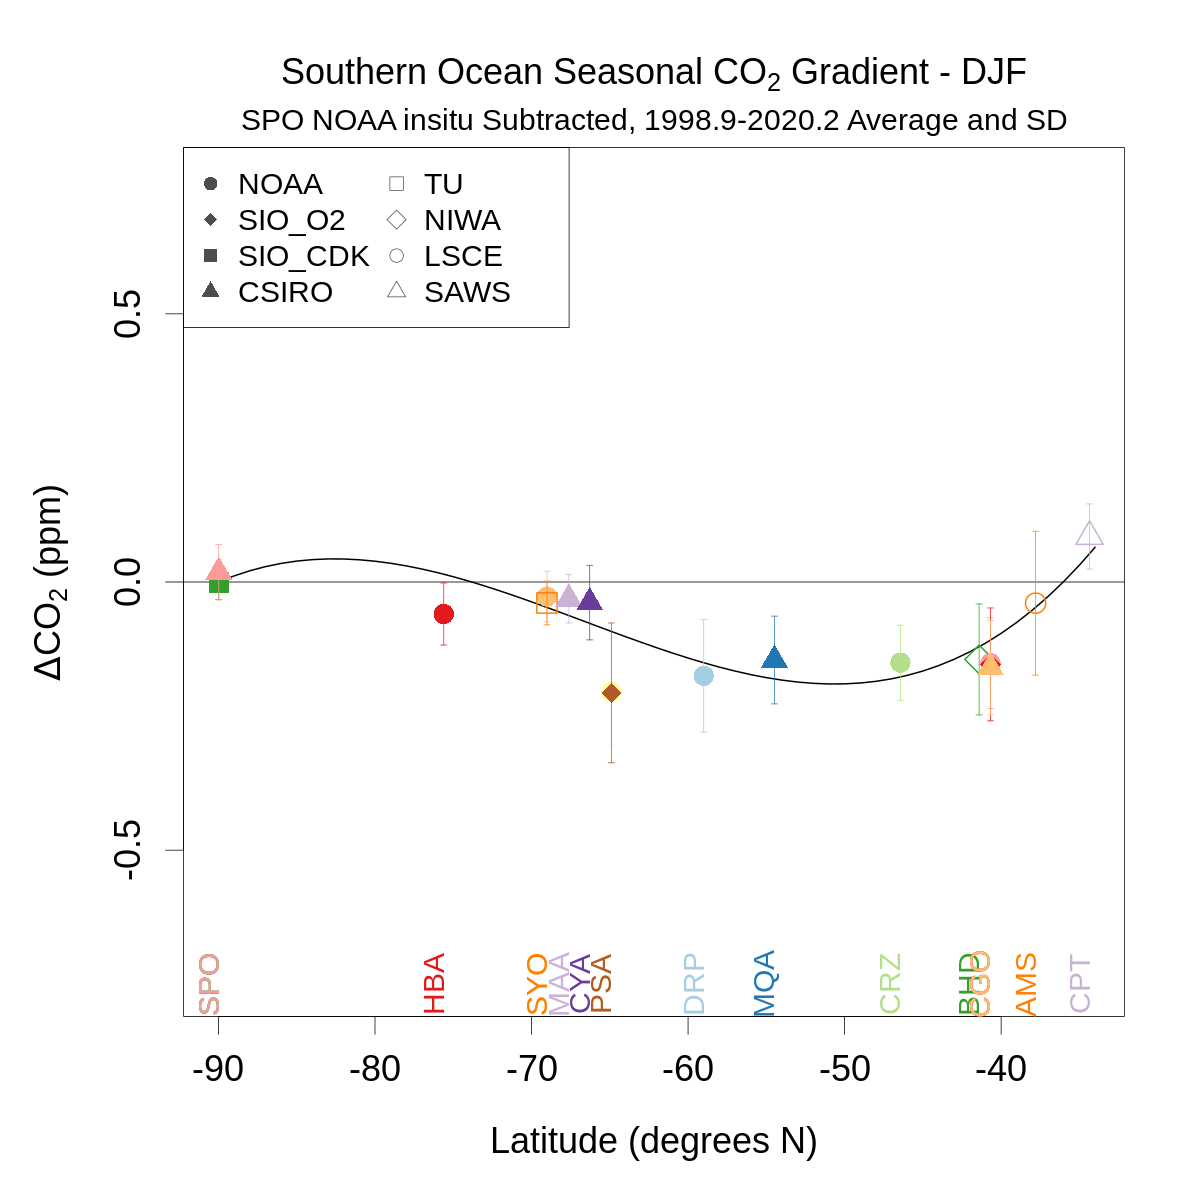 Southern Ocean Seasonal CO2 Gradient - DJF
SPO NOAA insitu Subtracted, 1998.9-2020.2 Average and SD
NOAA
SIO_O2
SIO_CDK
CSIRO
TU
NIWA
LSCE
SAWS
ΔCO2 (ppm)
0.5
0.0
-0.5
SPO
HBA
SYO
MAA
CYA
PSA
DRP
MQA
CRZ
BHD
CGO
AMS
CPT
-90 -80 -70 -60 -50 -40
Latitude (degrees N)